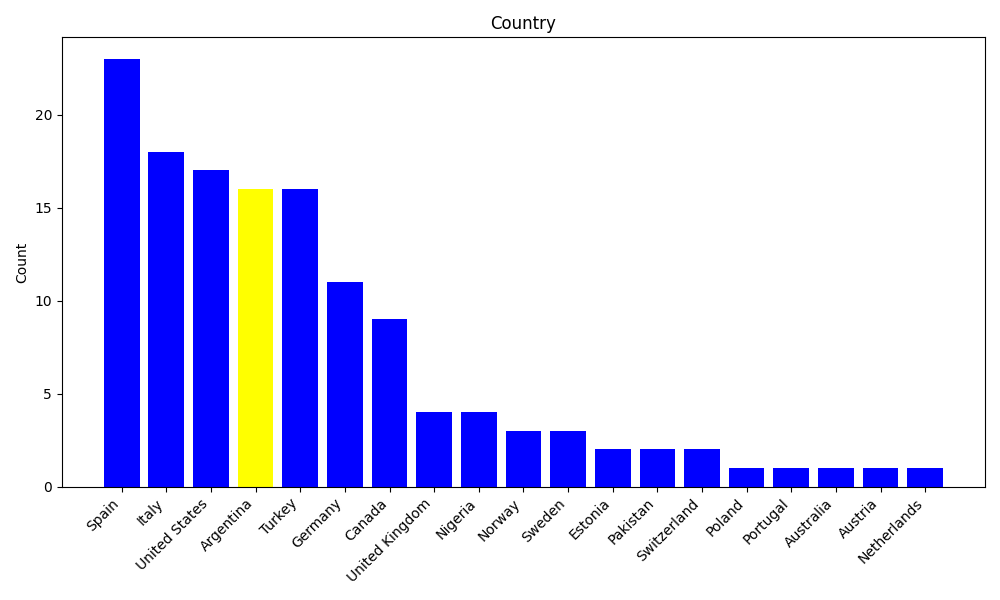 Country
Count
20
15
10
5
0
Spain
Italy
United States
Argentina
Turkey
Germany
Canada
United Kingdom
Nigeria
Norway
Sweden
Estonia
Pakistan
Switzerland
Poland
Portugal
Australia
Austria
Netherlands